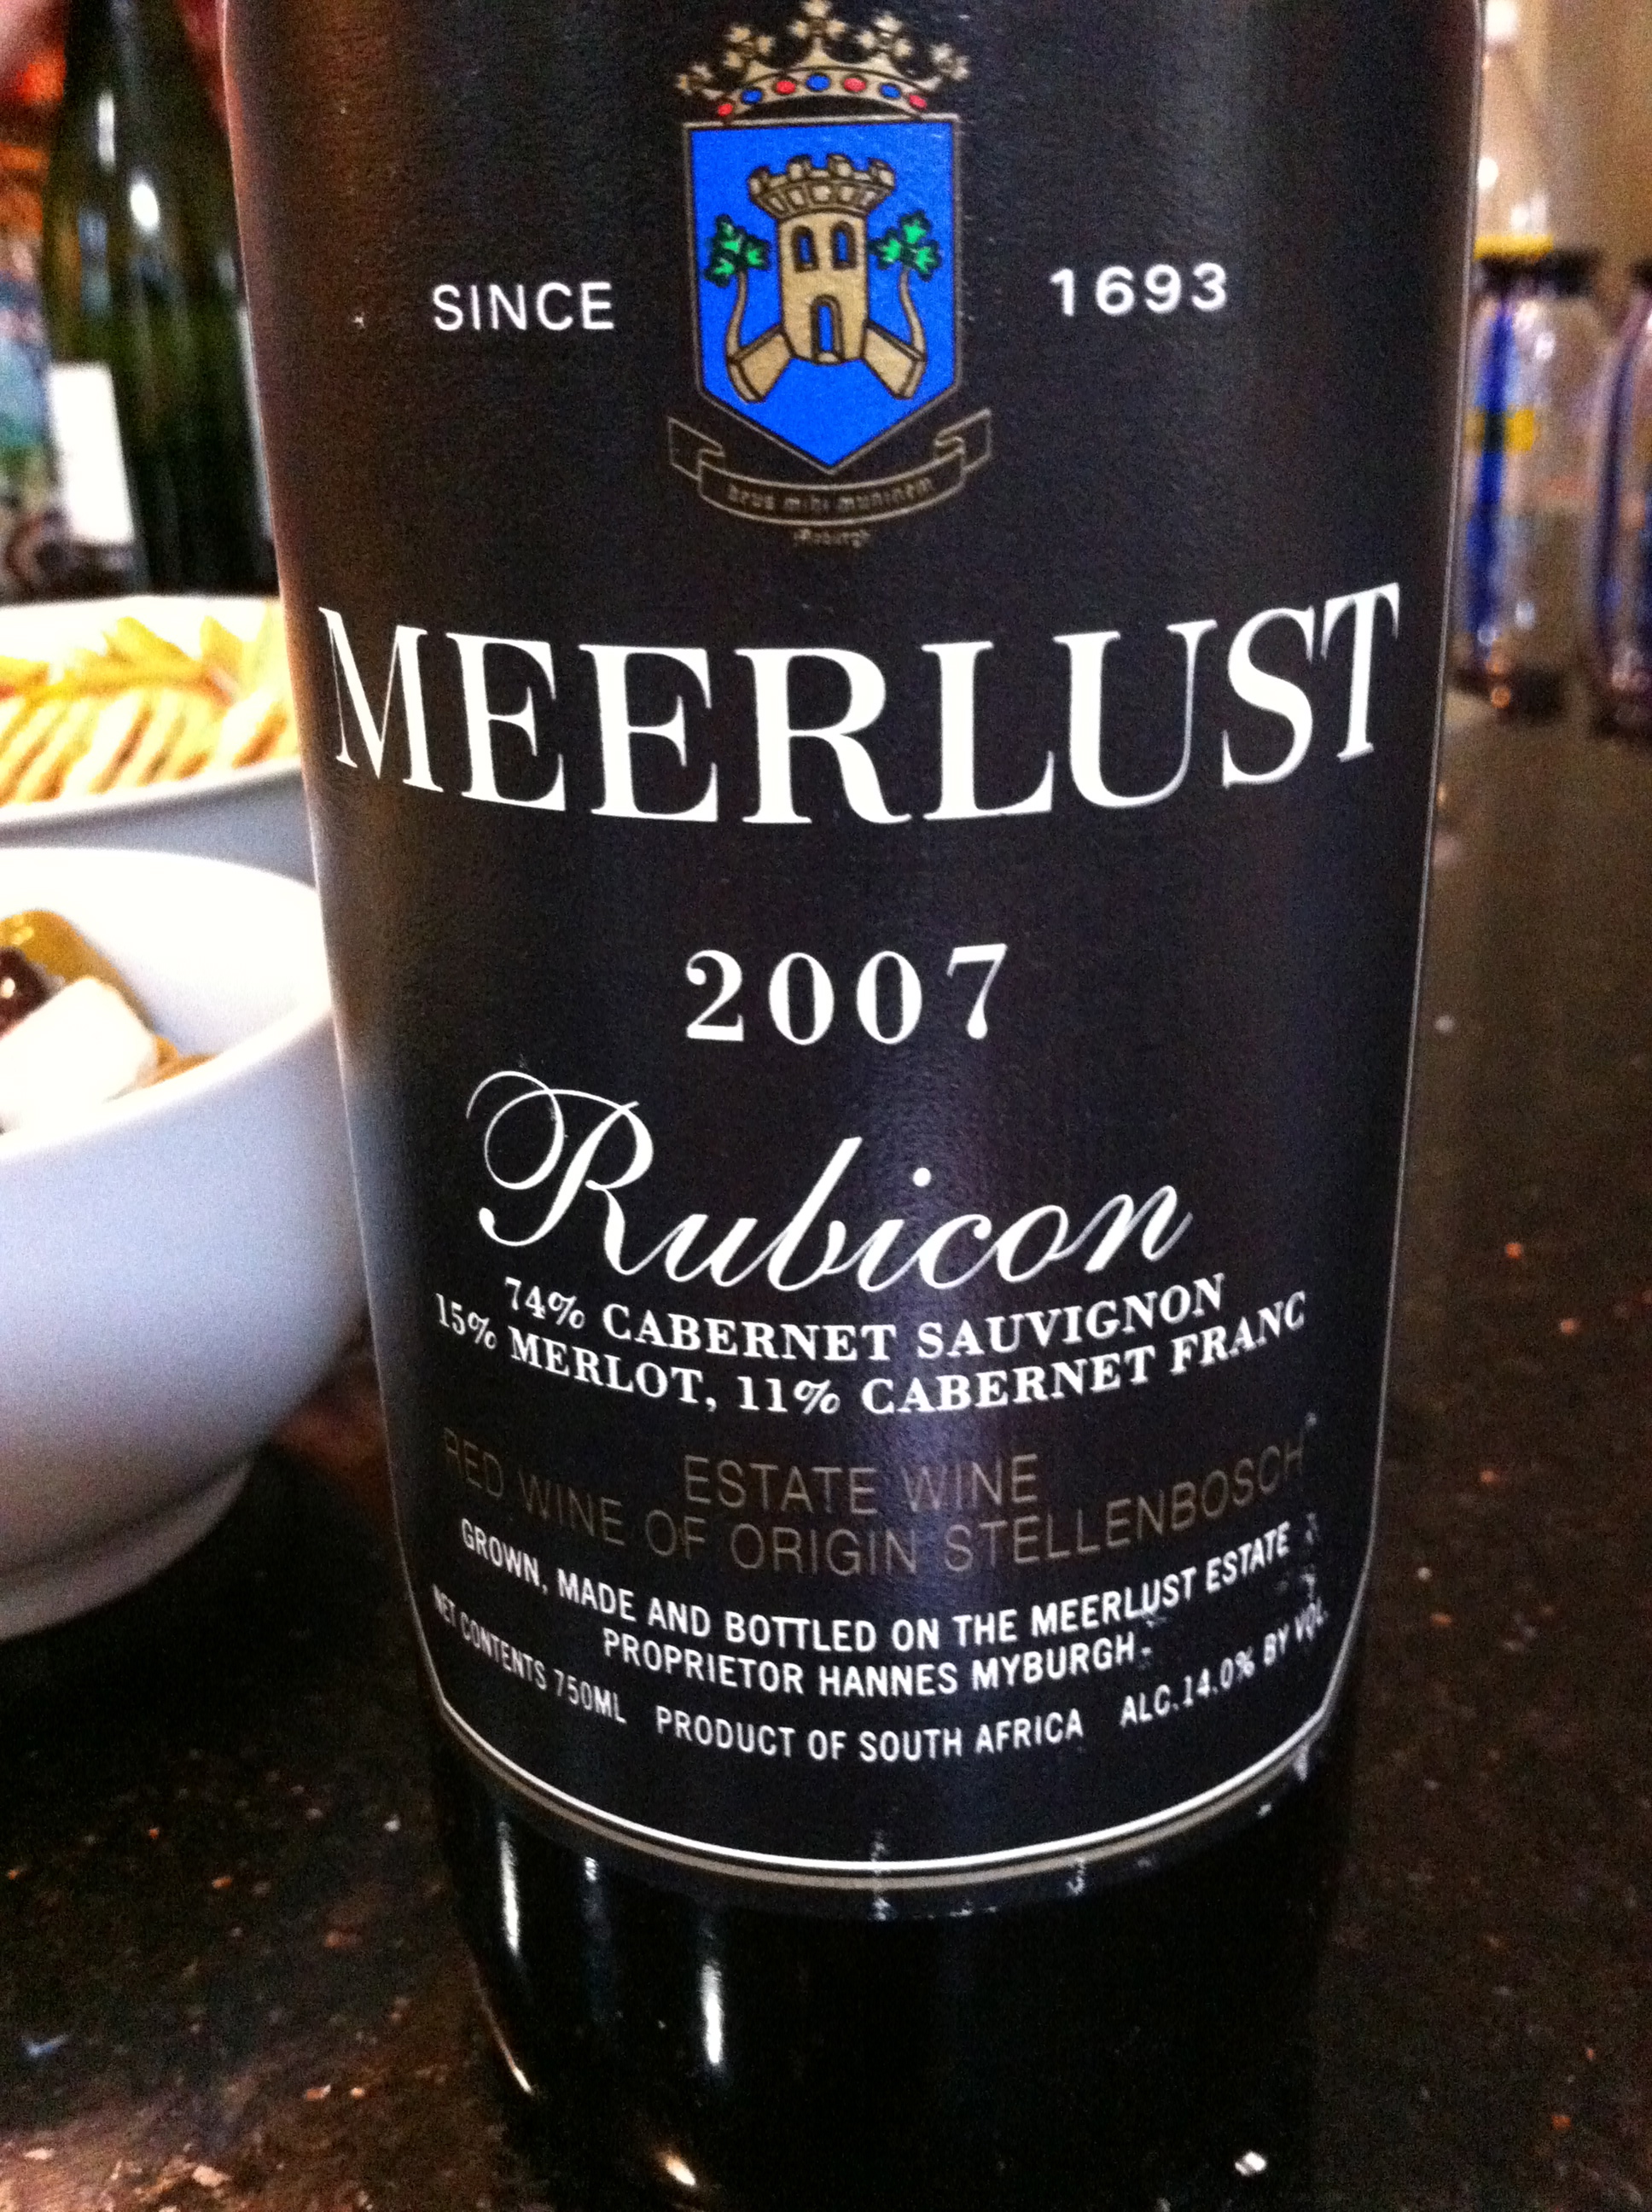 SINCE 1693
MEERLUST
2007
Rubicon
74% CABERNET SAUVIGNON
15% MERLOT, 11% CABERNET FRANC
ESTATE WINE
RED WINE OF ORIGIN STELLENBOSCH
GROWN, MADE AND BOTTLED ON THE MEERLUST ESTATE
PROPRIETOR HANNES MYBURGH
NET CONTENTS 750ML PRODUCT OF SOUTH AFRICA ALC.14.0% BY VOL.